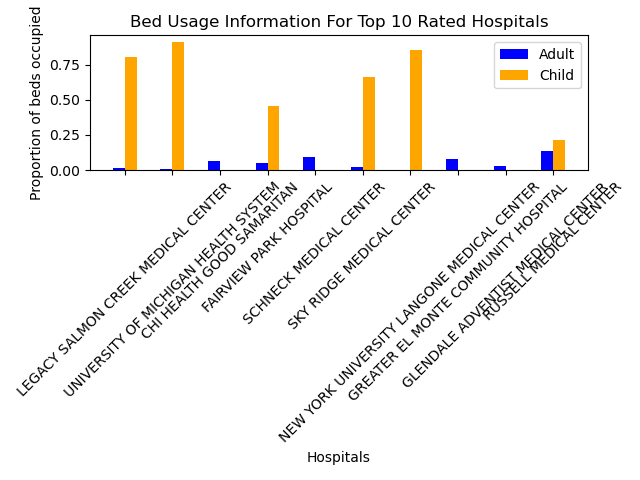 Bed Usage Information For Top 10 Rated Hospitals
Proportion of beds occupied
0.75
0.50
0.25
0.00
Adult
Child
LEGACY SALMON CREEK MEDICAL CENTER
UNIVERSITY OF MICHIGAN HEALTH SYSTEM
CHI HEALTH GOOD SAMARITAN
FAIRVIEW PARK HOSPITAL
SCHNECK MEDICAL CENTER
SKY RIDGE MEDICAL CENTER
NEW YORK UNIVERSITY LANGONE MEDICAL CENTER
GREATER EL MONTE COMMUNITY HOSPITAL
GLENDALE ADVENTIST MEDICAL CENTER
RUSSELL MEDICAL CENTER
Hospitals